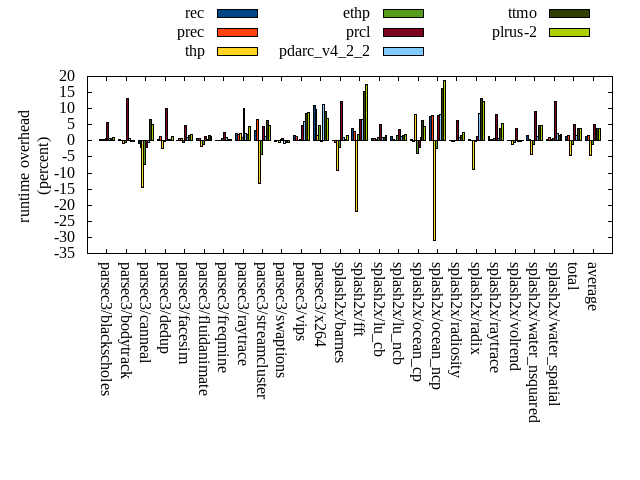 rec ethp ttmo
prec prcl plrus-2
thp pdarc_v4_2_2
runtime overhead
(percent)
20
15
10
5
0
-5
-10
-15
-20
-25
-30
-35
parsec3/blackscholes
parsec3/bodytrack
parsec3/canneal
parsec3/dedup
parsec3/facesim
parsec3/fluidanimate
parsec3/freqmine
parsec3/raytrace
parsec3/streamcluster
parsec3/swaptions
parsec3/vips
parsec3/x264
splash2x/barnes
splash2x/fft
splash2x/lu_cb
splash2x/lu_ncb
splash2x/ocean_cp
splash2x/ocean_ncp
splash2x/radiosity
splash2x/radix
splash2x/raytrace
splash2x/volrend
splash2x/water_nsquared
splash2x/water_spatial
total
average